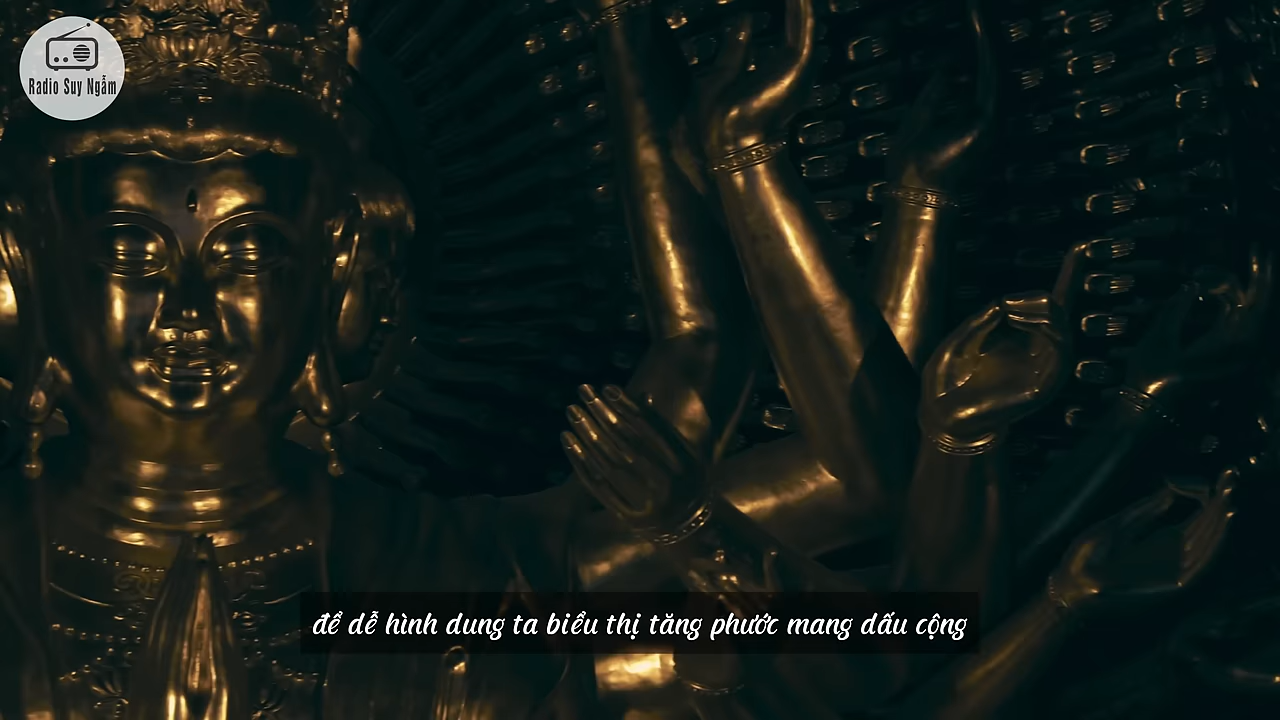 Radio Suy Ngẫm
để dễ hình dung ta biểu thị tăng phước mang dấu cộng